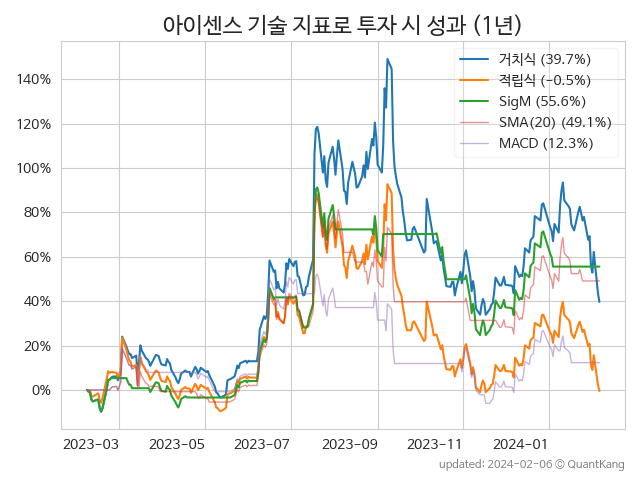 아이센스 기술 지표로 투자 시 성과 (1년)
거치식 (39.7%)
적립식 (−0.5%)
SigM (55.6%)
SMA(20) (49.1%)
MACD (12.3%)
140%
120%
100%
80%
60%
40%
20%
0%
2023-03 2023-05 2023-07 2023-09 2023-11 2024-01
updated: 2024-02-06 © QuantKang